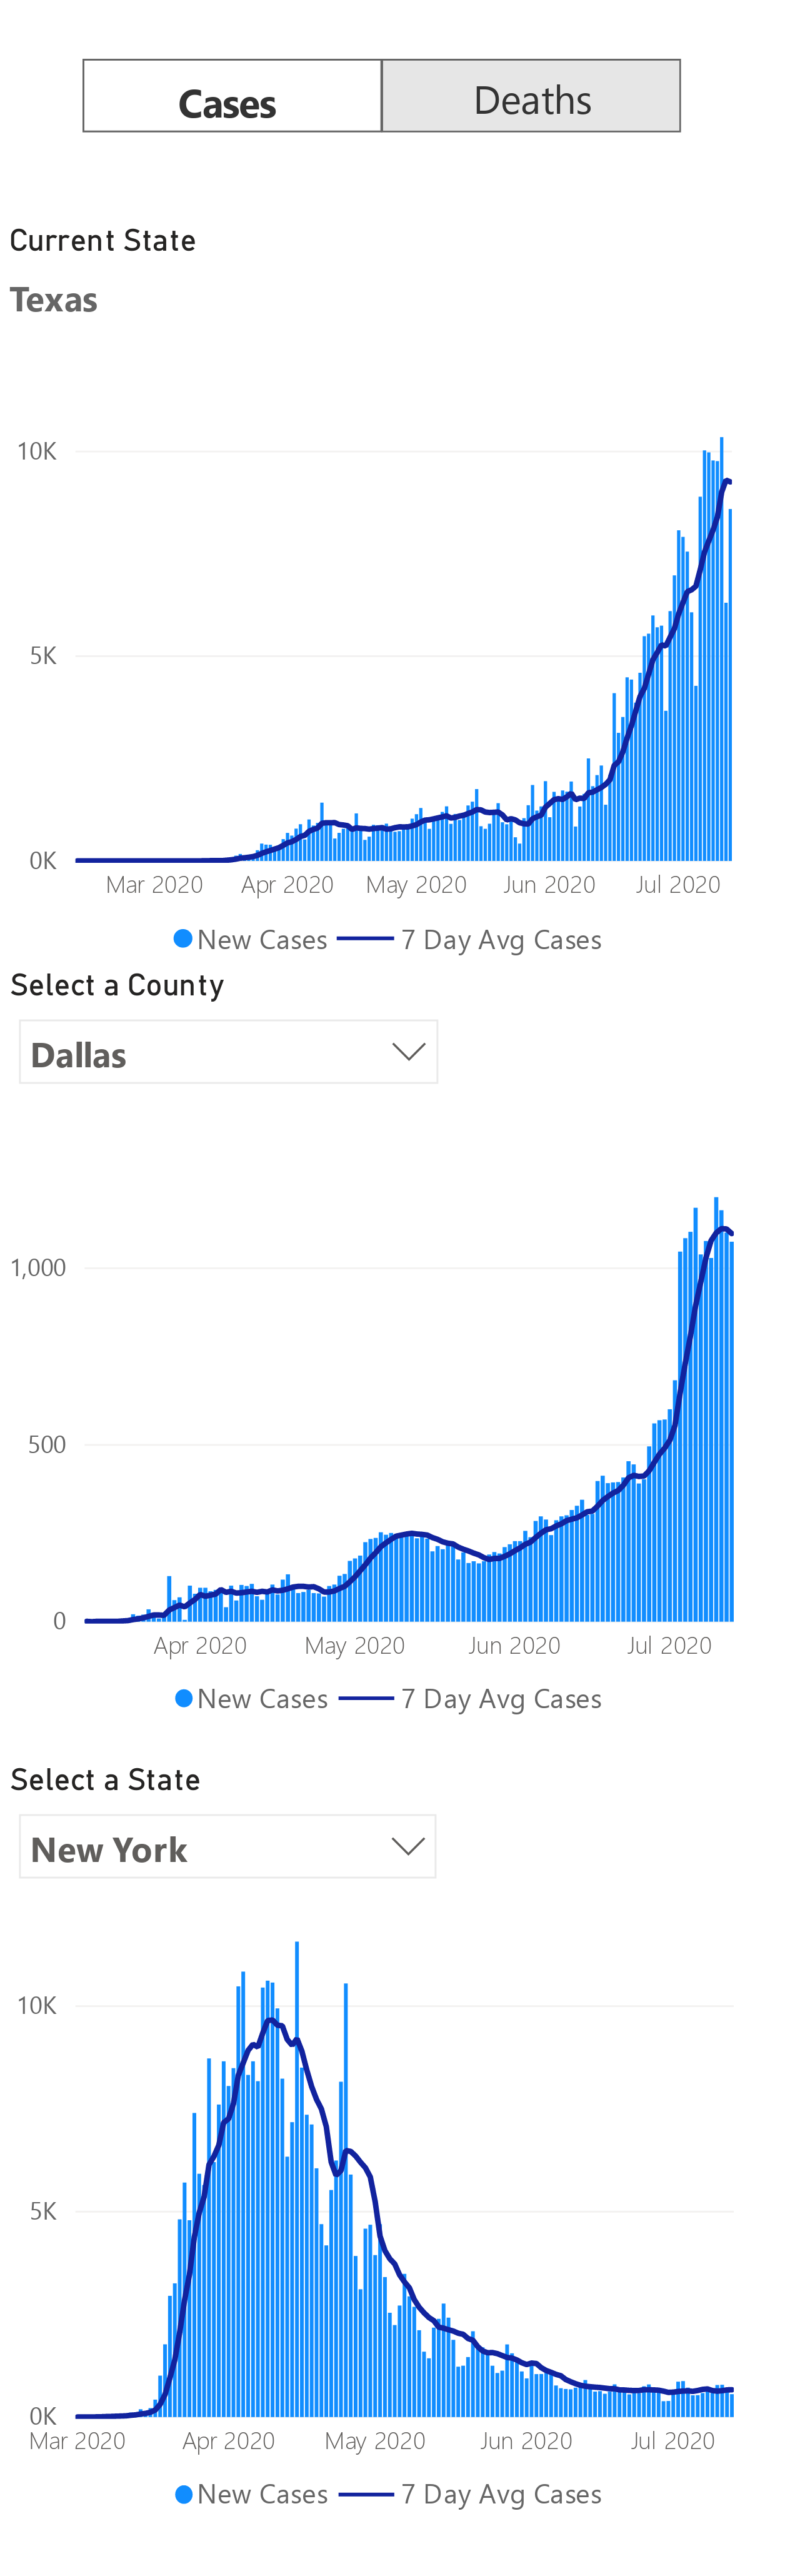 Cases Deaths
Current State
Texas
10K
5K
0K
Mar 2020 Apr 2020 May 2020 Jun 2020 Jul 2020
New Cases 7 Day Avg Cases
Select a County
Dallas
1,000
500
0
Apr 2020 May 2020 Jun 2020 Jul 2020
New Cases 7 Day Avg Cases
Select a State
New York
10K
5K
0K
Mar 2020 Apr 2020 May 2020 Jun 2020 Jul 2020
New Cases 7 Day Avg Cases